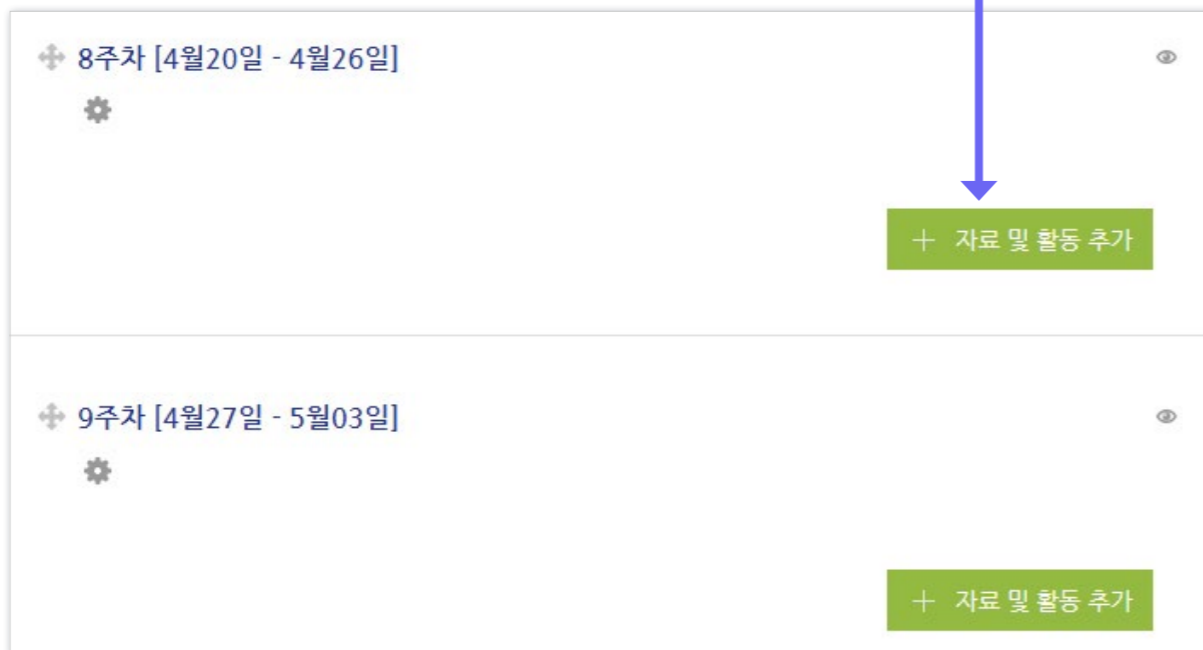 8주차 [4월20일 - 4월26일]
+ 자료 및 활동 추가
9주차 [4월27일 - 5월03일]
+ 자료 및 활동 추가